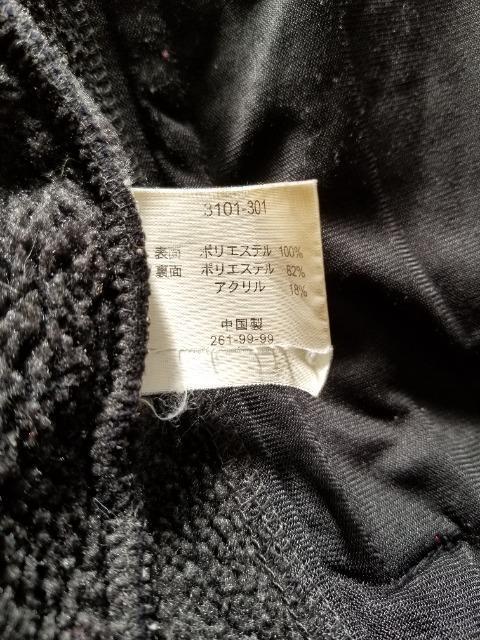 3101-301
表面 ポリエステル 100%
裏面 ポリエステル 82%
アクリル 18%
中国製
261-99-99